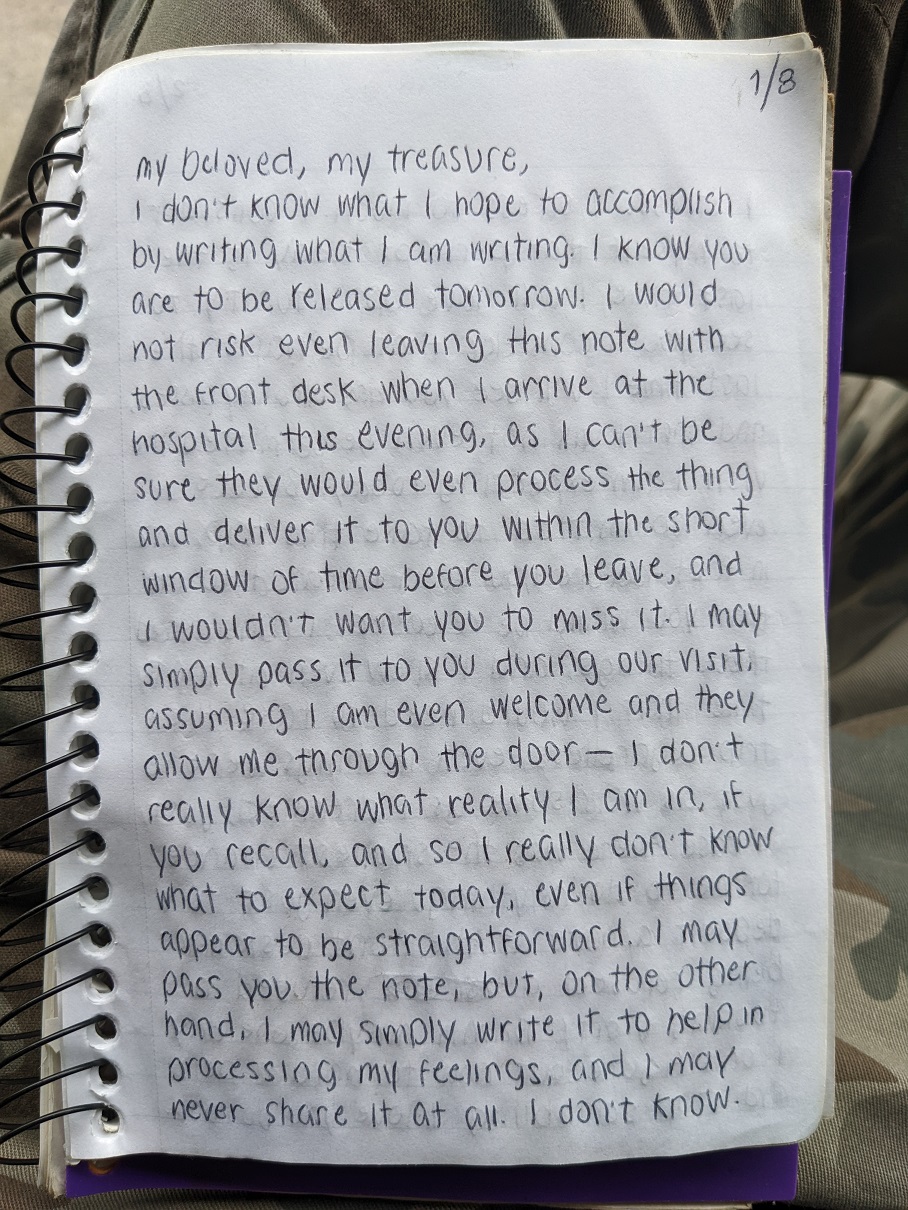 1/8
my beloved, my treasure,
I don't know what I hope to accomplish
by writing what I am writing. I know you
are to be released tomorrow. I would
not risk even leaving this note with
the front desk when I arrive at the
hospital this evening, as I can't be
sure they would even process the thing
and deliver it to you within the short
window of time before you leave, and
I wouldn't want you to miss it. I may
simply pass it to you during our visit,
assuming I am even welcome and they
allow me through the door— I don't
really know what reality I am in, if
you recall, and so I really don't know
what to expect today, even if things
appear to be straightforward. I may
pass you the note, but, on the other
hand, I may simply write it to help in
processing my feelings, and I may
never share it at all. I don't know.